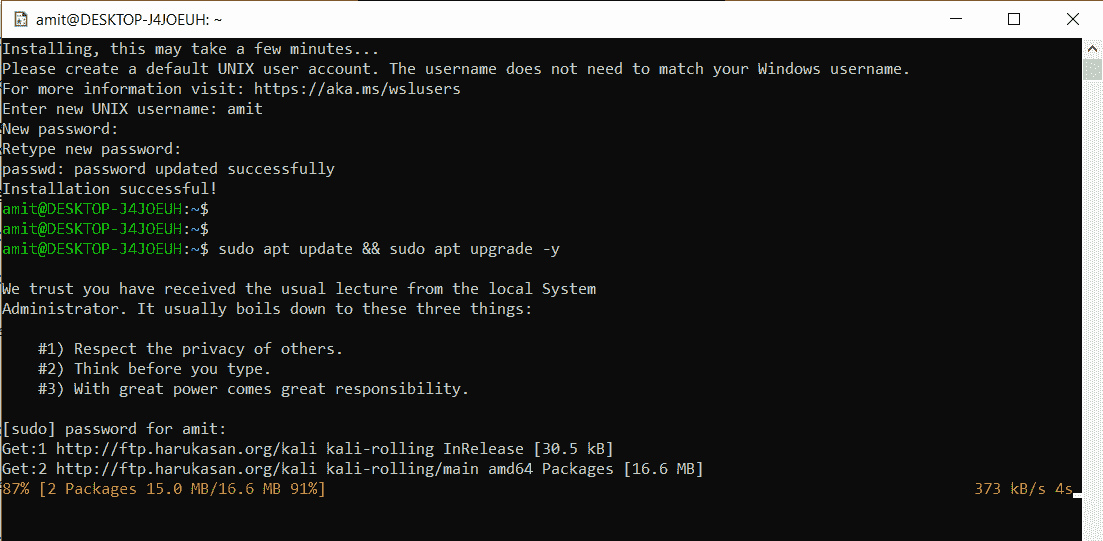 amit@DESKTOP-J4JOEUH: ~
Installing, this may take a few minutes...
Please create a default UNIX user account. The username does not need to match your Windows username.
For more information visit: https://aka.ms/wslusers
Enter new UNIX username: amit
New password:
Retype new password:
passwd: password updated successfully
Installation successful!
amit@DESKTOP-J4JOEUH:~$
amit@DESKTOP-J4JOEUH:~$
amit@DESKTOP-J4JOEUH:~$ sudo apt update && sudo apt upgrade -y
We trust you have received the usual lecture from the local System
Administrator. It usually boils down to these three things:
#1) Respect the privacy of others.
#2) Think before you type.
#3) With great power comes great responsibility.
[sudo] password for amit:
Get:1 http://ftp.harukasan.org/kali kali-rolling InRelease [30.5 kB]
Get:2 http://ftp.harukasan.org/kali kali-rolling/main amd64 Packages [16.6 MB]
87% [2 Packages 15.0 MB/16.6 MB 91%] 373 kB/s 4s